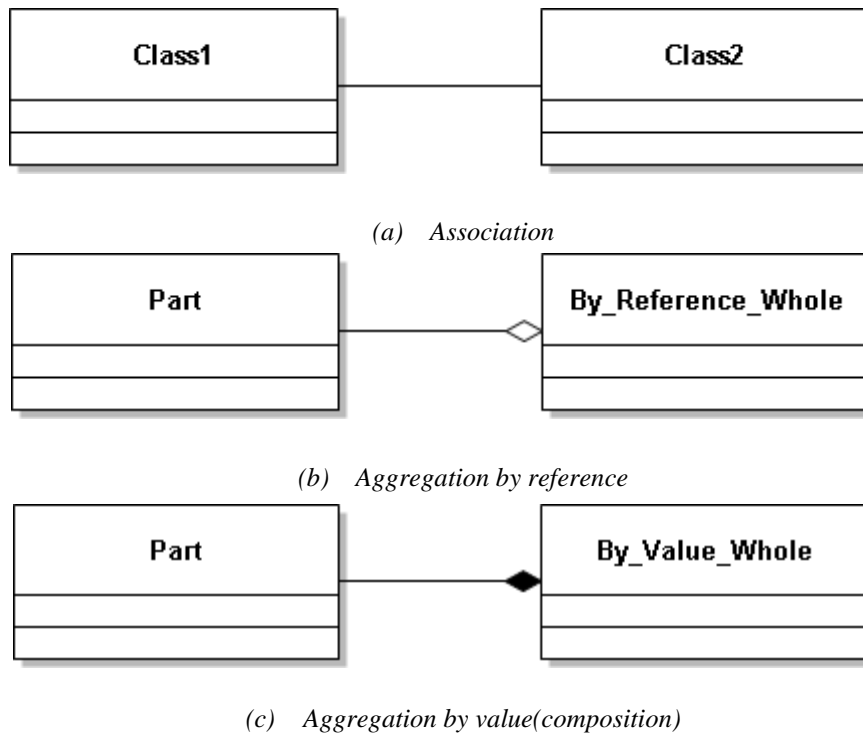 Class1 Class2
(a) Association
Part By_Reference_Whole
(b) Aggregation by reference
Part By_Value_Whole
(c) Aggregation by value(composition)